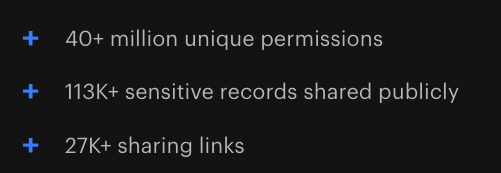 + 40+ million unique permissions
+ 113K+ sensitive records shared publicly
+ 27K+ sharing links